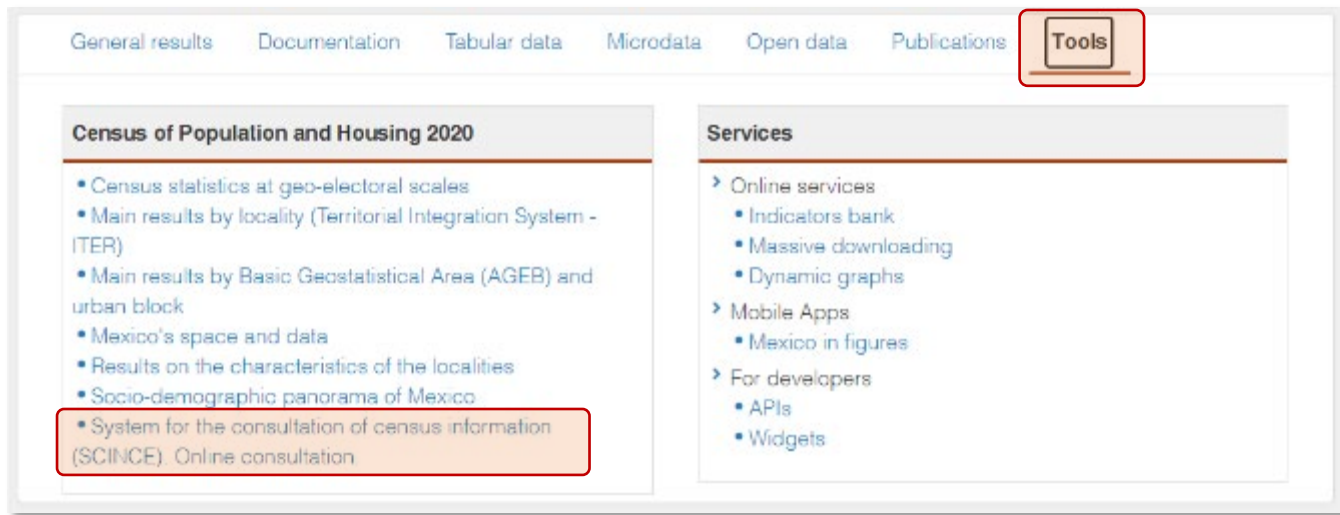 General results Documentation Tabular data Microdata Open data Publications Tools
Census of Population and Housing 2020
• Census statistics at geo-electoral scales
• Main results by locality (Territorial Integration System -
ITER)
• Main results by Basic Geostatistical Area (AGEB) and
urban block
• Mexico's space and data
• Results on the characteristics of the localities
• Socio-demographic panorama of Mexico
• System for the consultation of census information
(SCINCE). Online consultation.
Services
> Online services
• Indicators bank
• Massive downloading
• Dynamic graphs
> Mobile Apps
• Mexico in figures
> For developers
• APIs
• Widgets